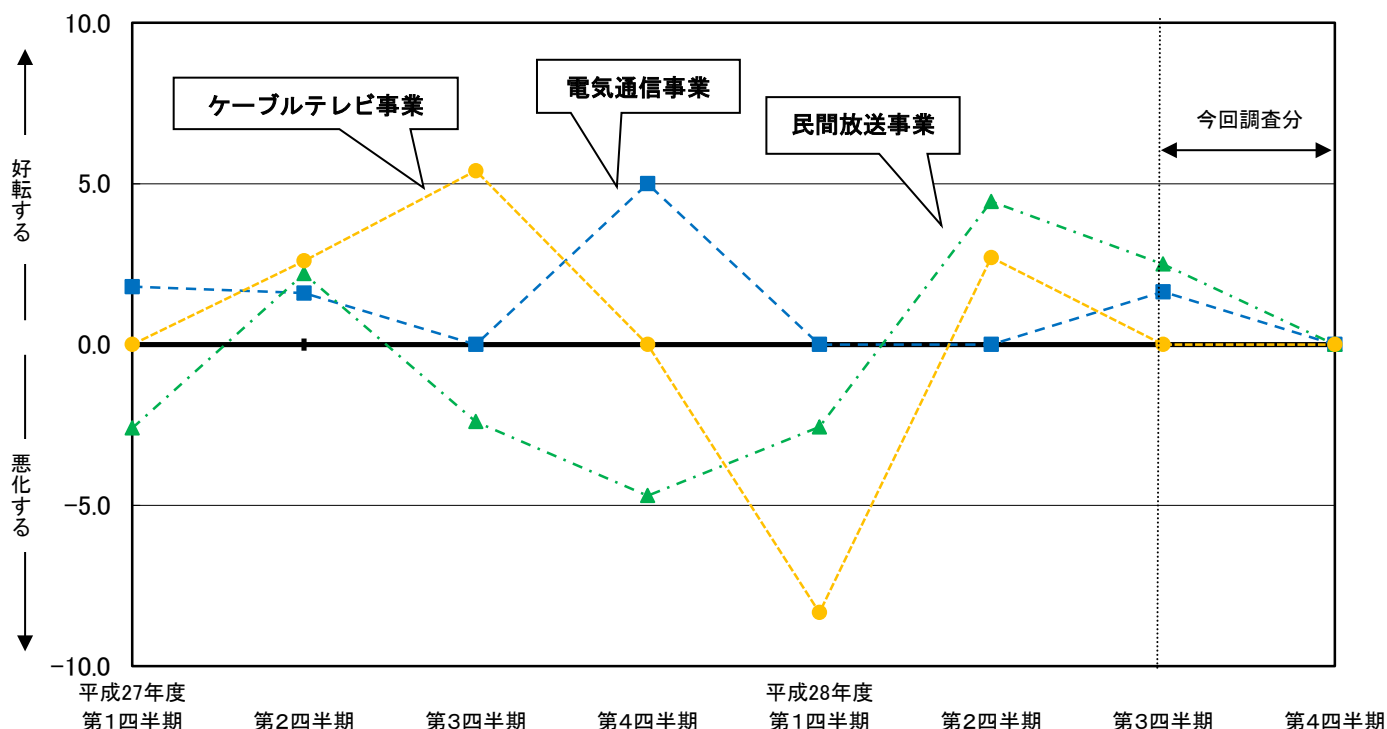 10.0
5.0
0.0
-5.0
-10.0
好転する
悪化する
ケーブルテレビ事業
電気通信事業
民間放送事業
今回調査分
平成27年度
第1四半期
第2四半期
第3四半期
第4四半期
平成28年度
第1四半期
第2四半期
第3四半期
第4四半期